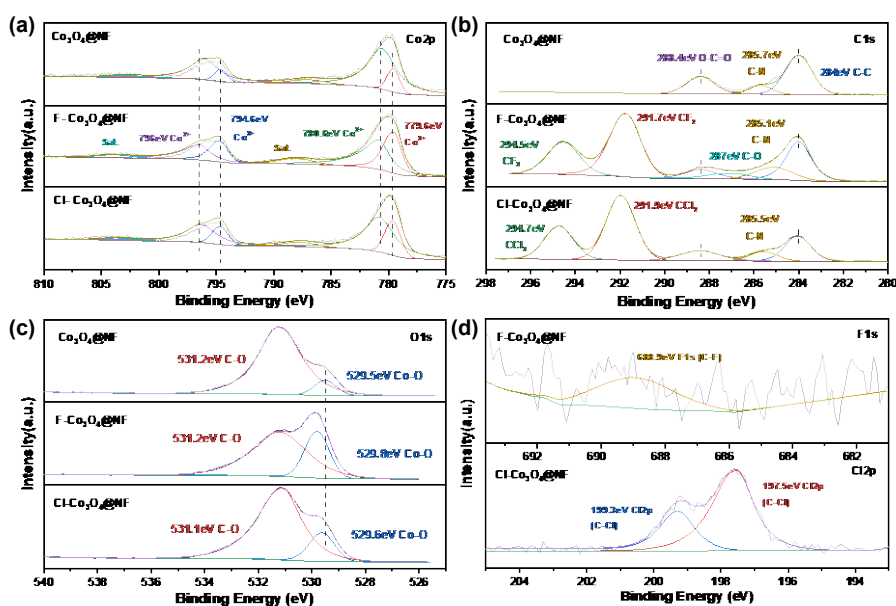 (a)
Co₃O₄@NF
Co2p
F-Co₃O₄@NF
Sat.
796eV Co²⁺
794.6eV
Co³⁺
Sat.
780.8eV Co²⁺
779.6eV
Co³⁺
Cl-Co₃O₄@NF
Intensity(a.u.)
810 805 800 795 790 785 780 775
Binding Energy (eV)
(b)
Co₃O₄@NF
C1s
288.4eV O-C=O
285.7eV
C-N
284eV C-C
F-Co₃O₄@NF
294.5eV
CF₃
291.7eV CF₂
287eV C-O
285.1eV
C-N
Cl-Co₃O₄@NF
294.7eV
CCl₃
291.9eV CCl₂
285.5eV
C-N
Intensity(a.u.)
298 296 294 292 290 288 286 284 282 280
Binding Energy (eV)
(c)
Co₃O₄@NF
O1s
531.2eV C-O
529.5eV Co-O
F-Co₃O₄@NF
531.2eV C-O
529.8eV Co-O
Cl-Co₃O₄@NF
531.1eV C-O
529.6eV Co-O
Intensity(a.u.)
540 538 536 534 532 530 528 526
Binding Energy (eV)
(d)
F-Co₃O₄@NF
F1s
688.9eV F1s (C-F)
692 690 688 686 684 682
Cl-Co₃O₄@NF
Cl2p
199.3eV Cl2p
(C-Cl)
197.5eV Cl2p
(C-Cl)
Intensity(a.u.)
204 202 200 198 196 194
Binding Energy (eV)